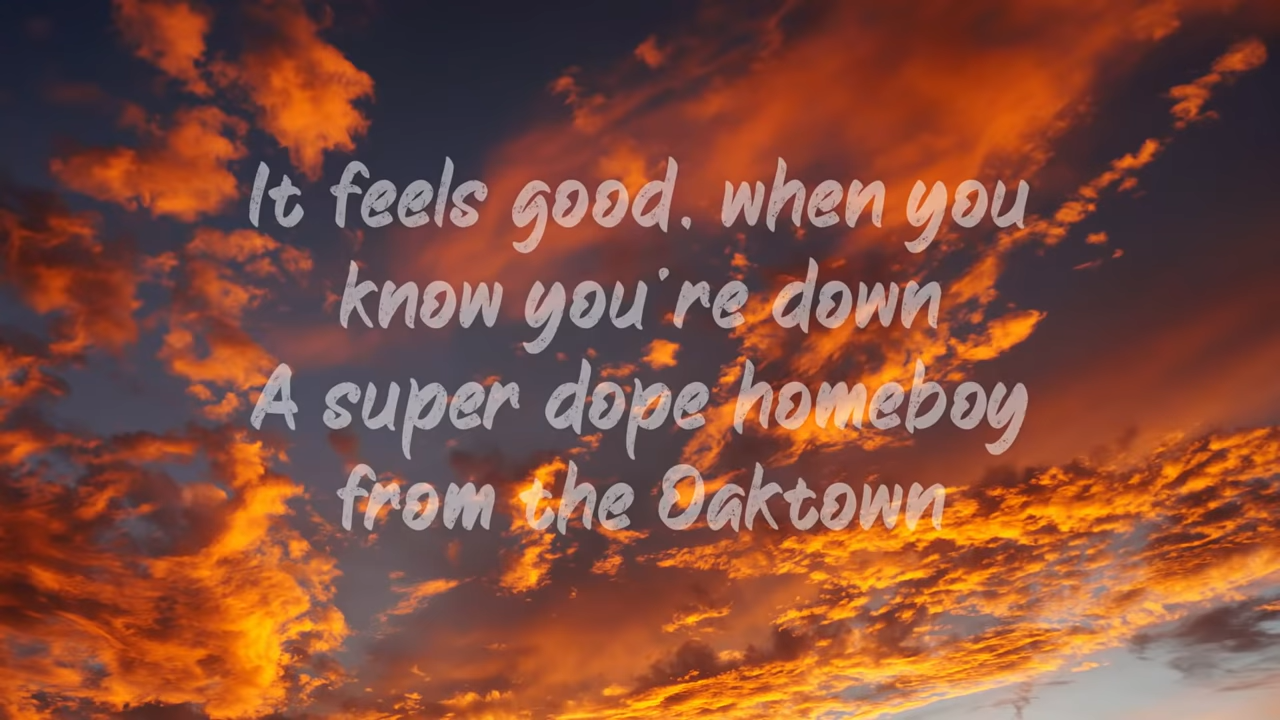 It feels good, when you
know you're down
A super dope homeboy
from the Oaktown